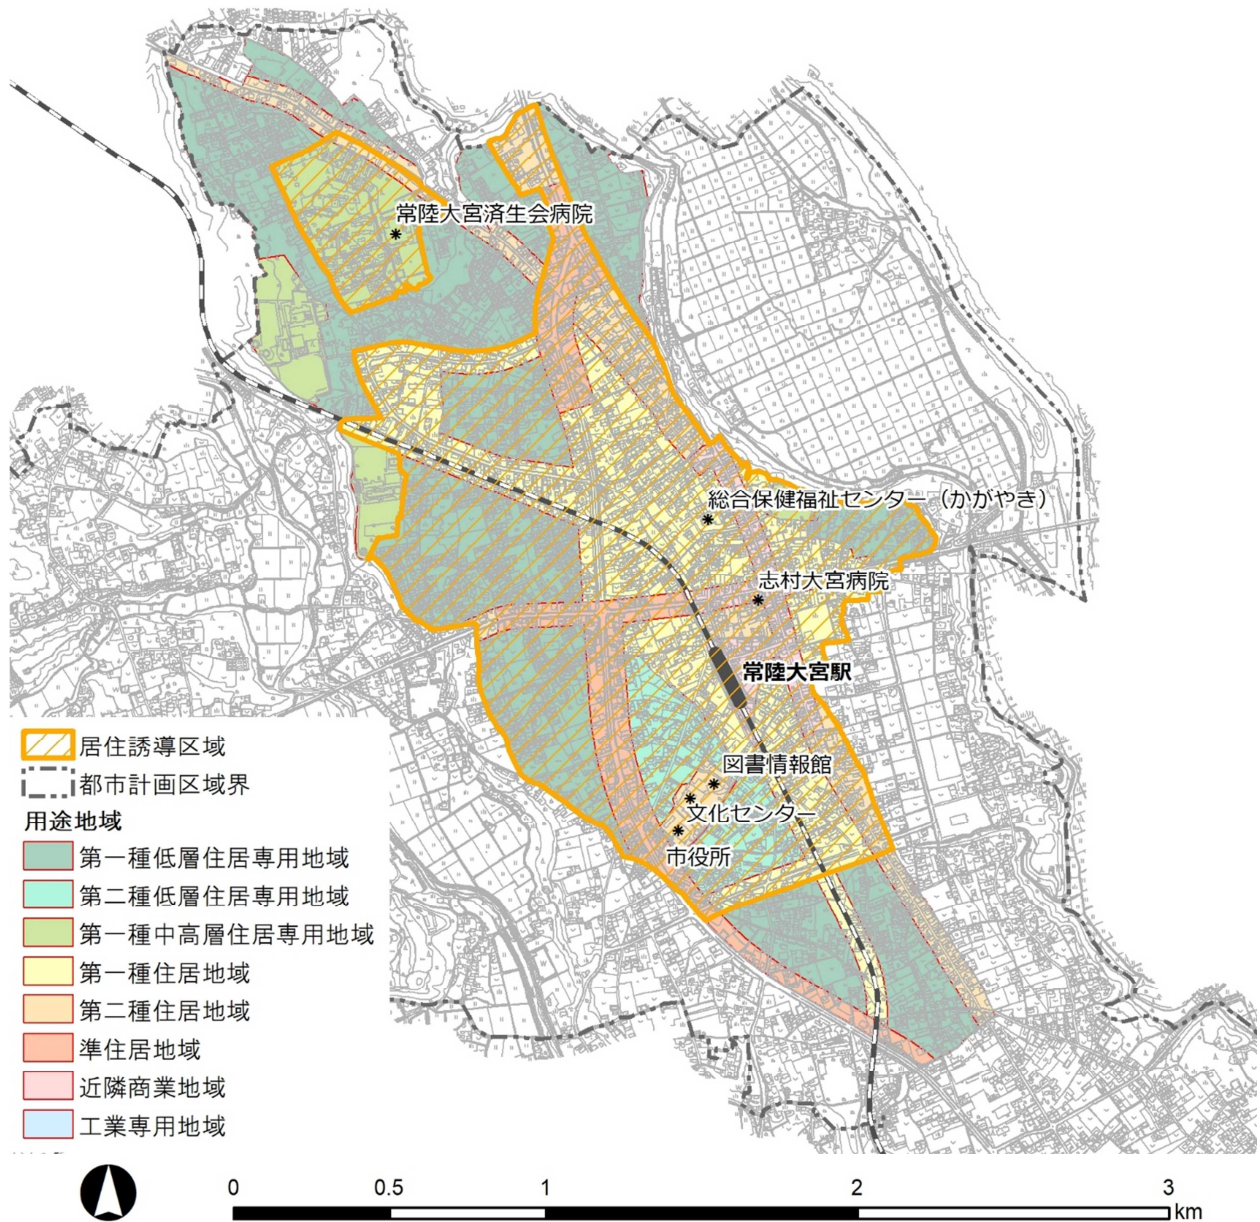 常陸大宮済生会病院
総合保健福祉センター（かがやき）
志村大宮病院
常陸大宮駅
図書情報館
文化センター
市役所
居住誘導区域
都市計画区域界
用途地域
第一種低層住居専用地域
第二種低層住居専用地域
第一種中高層住居専用地域
第一種住居地域
第二種住居地域
準住居地域
近隣商業地域
工業専用地域
0 0.5 1 2 3
km